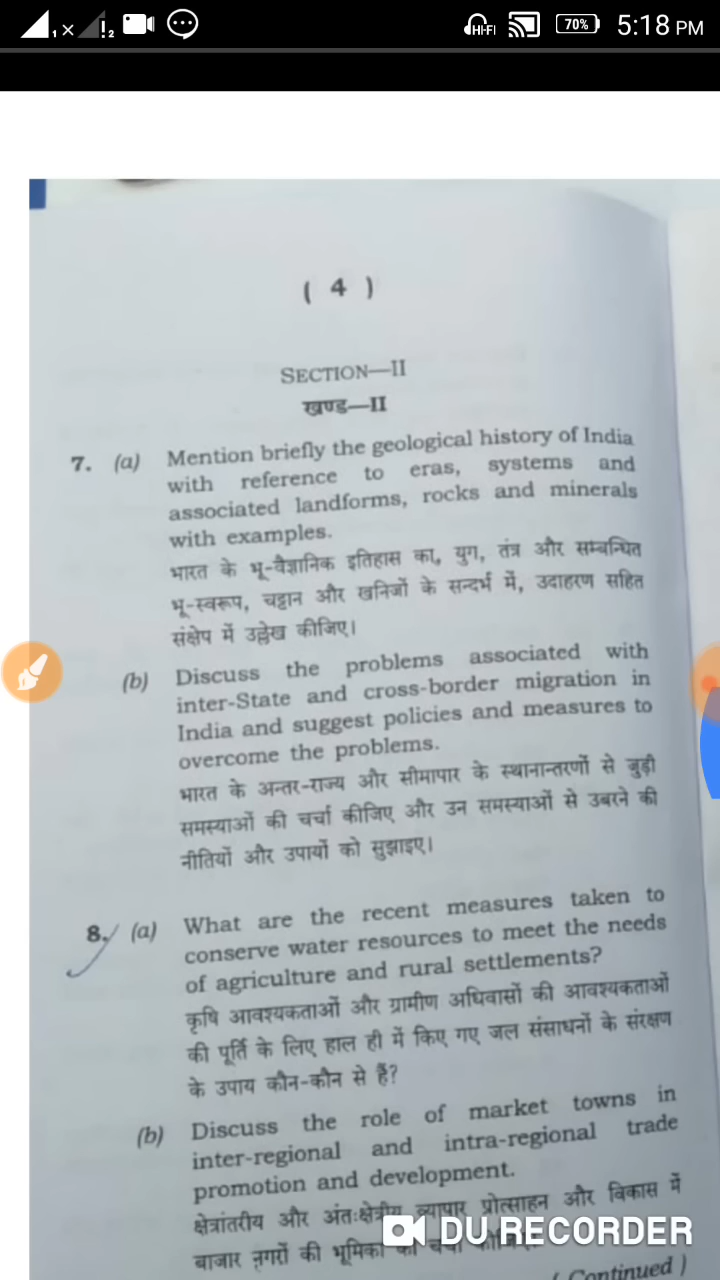 1 × ! 2 HI-FI 70% 5:18 PM
( 4 )
SECTION—II
खण्ड—II
7. (a) Mention briefly the geological history of India
with reference to eras, systems and
associated landforms, rocks and minerals
with examples.
भारत के भू-वैज्ञानिक इतिहास का, युग, तंत्र और सम्बन्धित
भू-स्वरूप, चट्टान और खनिजों के सन्दर्भ में, उदाहरण सहित
संक्षेप में उल्लेख कीजिए।
(b) Discuss the problems associated with
inter-State and cross-border migration in
India and suggest policies and measures to
overcome the problems.
भारत के अन्तर-राज्य और सीमापार के स्थानान्तरणों से जुड़ी
समस्याओं की चर्चा कीजिए और उन समस्याओं से उबरने की
नीतियों और उपायों को सुझाइए।
8. (a) What are the recent measures taken to
conserve water resources to meet the needs
of agriculture and rural settlements?
कृषि आवश्यकताओं और ग्रामीण अधिवासों की आवश्यकताओं
की पूर्ति के लिए हाल ही में किए गए जल संसाधनों के संरक्षण
के उपाय कौन-कौन से हैं?
(b) Discuss the role of market towns in
inter-regional and intra-regional trade
promotion and development.
क्षेत्रांतरीय और अंतःक्षेत्रीय व्यापार प्रोत्साहन और विकास में
बाजार नगरों की भूमिका
DU RECORDER
( Continued )